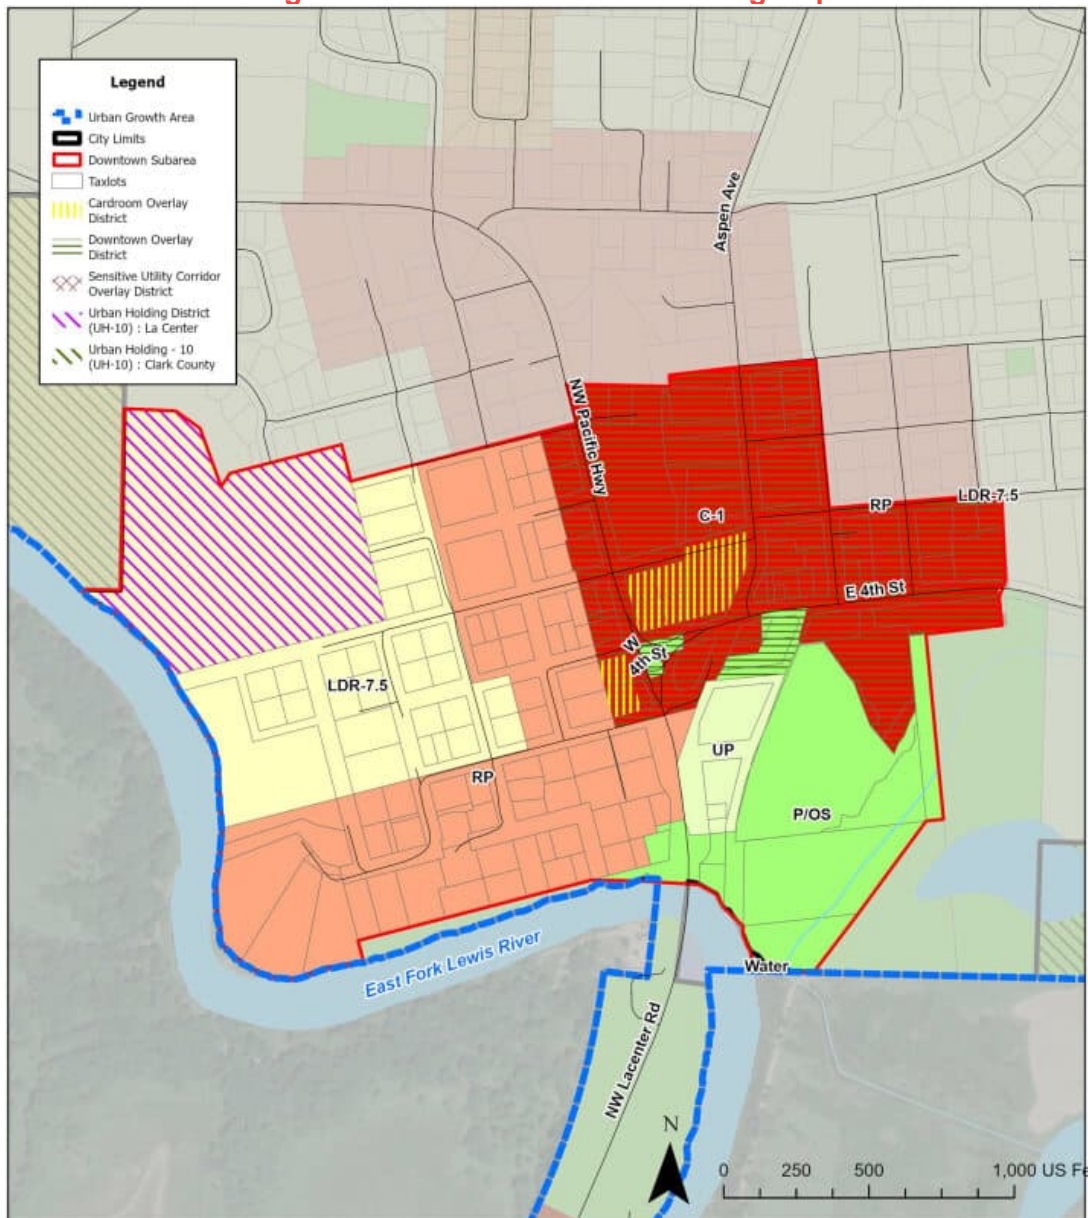 Legend
Urban Growth Area
City Limits
Downtown Subarea
Taxlots
Cardroom Overlay
District
Downtown Overlay
District
Sensitive Utility Corridor
Overlay District
Urban Holding District
(UH-10) : La Center
Urban Holding - 10
(UH-10) : Clark County
Aspen Ave
NW Pacific Hwy
C-1
RP
LDR-7.5
E 4th St
W
4th St
LDR-7.5
UP
RP
P/OS
East Fork Lewis River
Water
NW Lacenter Rd
N
0 250 500 1,000 US Fe